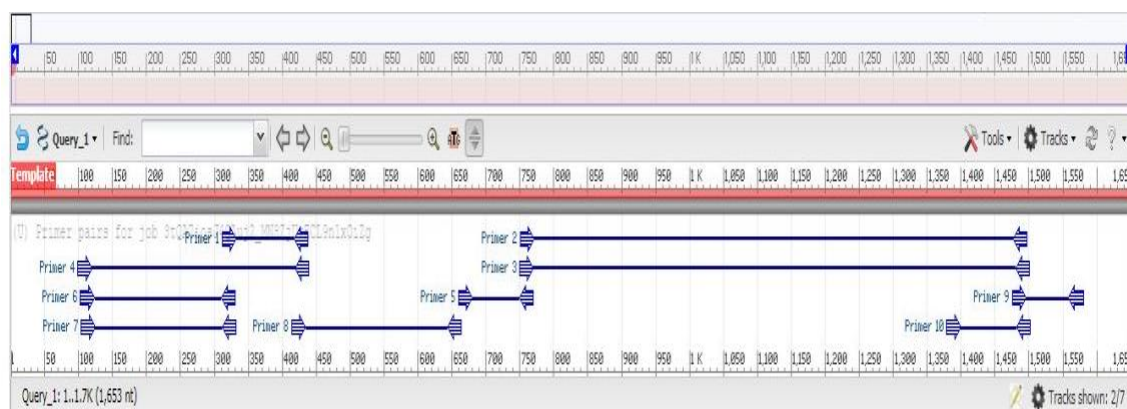 50 100 150 200 250 300 350 400 450 500 550 600 650 700 750 800 850 900 950 1 K 1,050 1,100 1,150 1,200 1,250 1,300 1,350 1,400 1,450 1,500 1,550
Query_1 Find: ATG Tools Tracks ?
Template 100 150 200 250 300 350 400 450 500 550 600 650 700 750 800 850 900 950 1 K 1,050 1,100 1,150 1,200 1,250 1,300 1,350 1,400 1,450 1,500 1,550
(U) Primer pairs for job
Primer 1 Primer 2
Primer 4 Primer 3
Primer 6 Primer 5 Primer 9
Primer 7 Primer 8 Primer 10
1 50 100 150 200 250 300 350 400 450 500 550 600 650 700 750 800 850 900 950 1 K 1,050 1,100 1,150 1,200 1,250 1,300 1,350 1,400 1,450 1,500 1,550
Query_1: 1..1.7K (1,653 nt) Tracks shown: 2/7